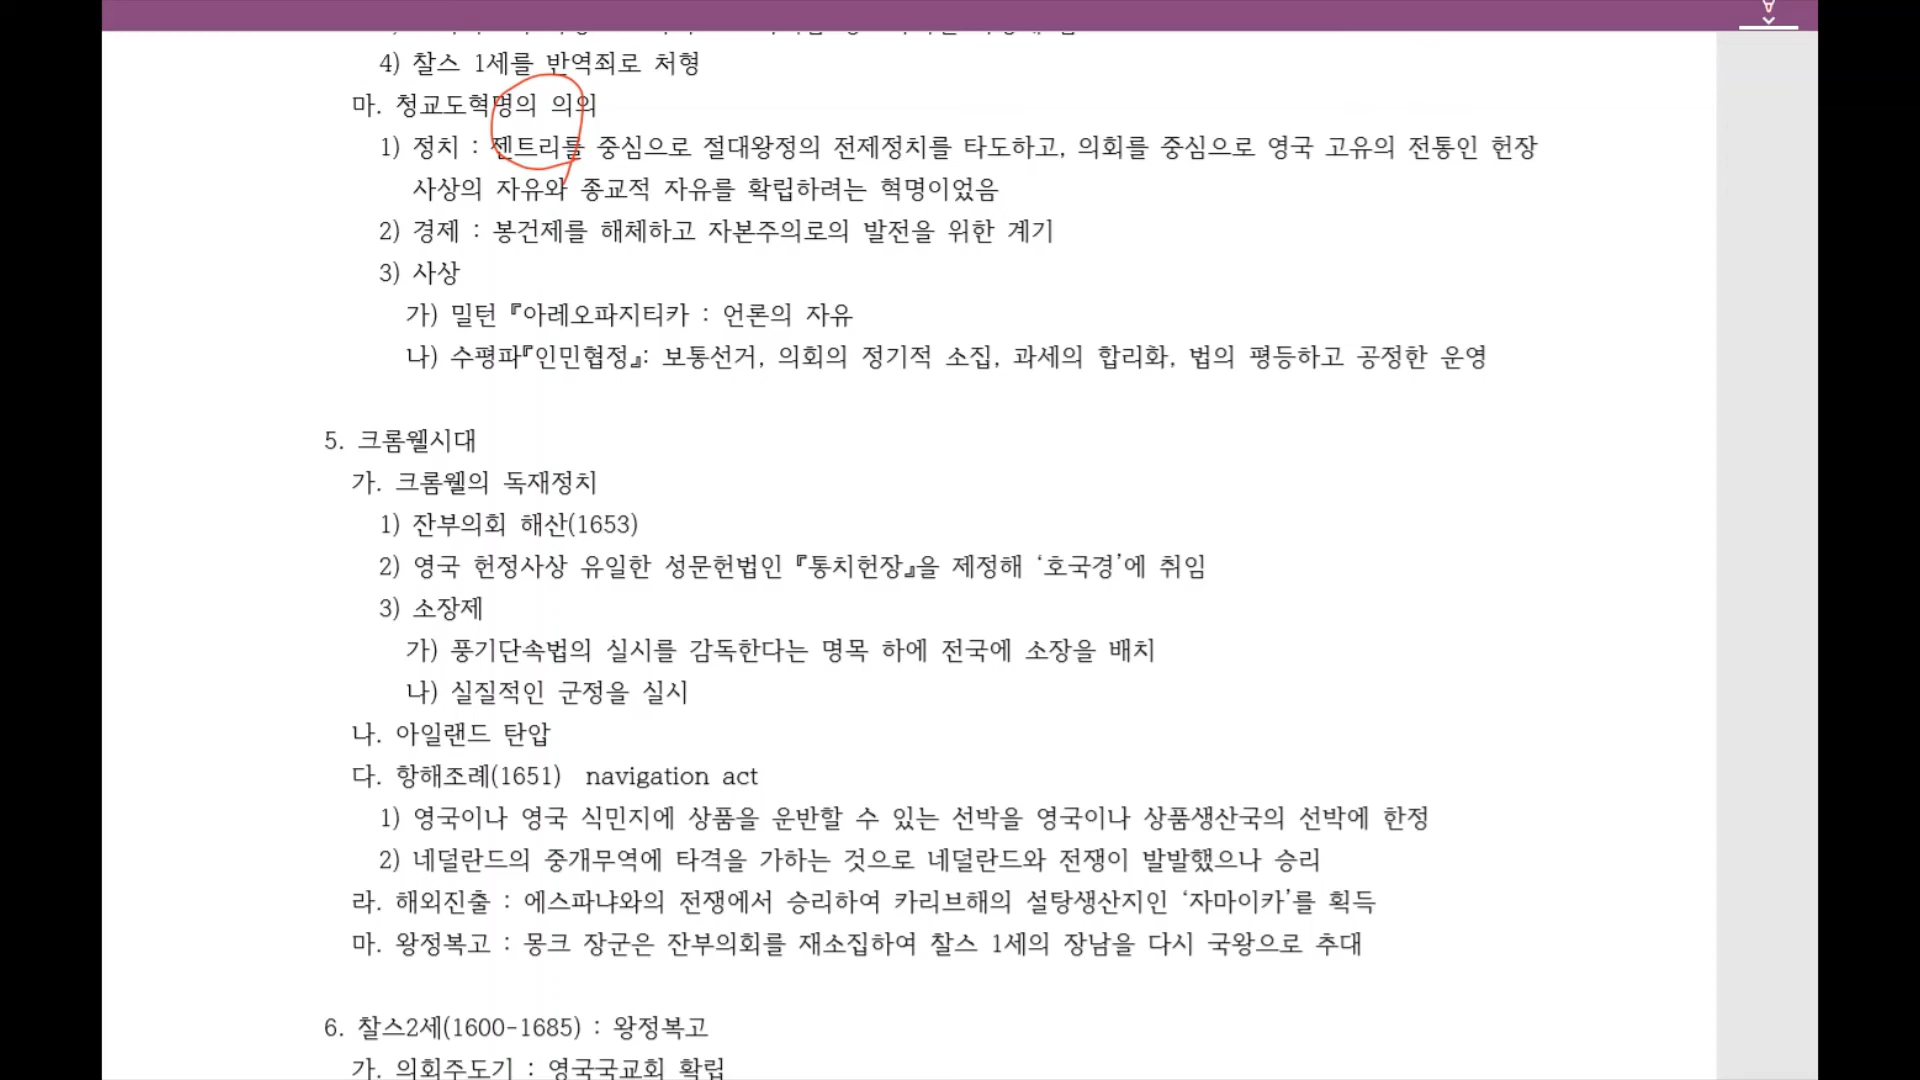 4) 찰스 1세를 반역죄로 처형
마. 청교도혁명의 의의
1) 정치 : 젠트리를 중심으로 절대왕정의 전제정치를 타도하고, 의회를 중심으로 영국 고유의 전통인 헌장
사상의 자유와 종교적 자유를 확립하려는 혁명이었음
2) 경제 : 봉건제를 해체하고 자본주의로의 발전을 위한 계기
3) 사상
가) 밀턴『아레오파지티카 : 언론의 자유
나) 수평파『인민협정』: 보통선거, 의회의 정기적 소집, 과세의 합리화, 법의 평등하고 공정한 운영
5. 크롬웰시대
가. 크롬웰의 독재정치
1) 잔부의회 해산(1653)
2) 영국 헌정사상 유일한 성문헌법인『통치헌장』을 제정해 ‘호국경’에 취임
3) 소장제
가) 풍기단속법의 실시를 감독한다는 명목 하에 전국에 소장을 배치
나) 실질적인 군정을 실시
나. 아일랜드 탄압
다. 항해조례(1651) navigation act
1) 영국이나 영국 식민지에 상품을 운반할 수 있는 선박을 영국이나 상품생산국의 선박에 한정
2) 네덜란드의 중개무역에 타격을 가하는 것으로 네덜란드와 전쟁이 발발했으나 승리
라. 해외진출 : 에스파냐와의 전쟁에서 승리하여 카리브해의 설탕생산지인 ‘자마이카’를 획득
마. 왕정복고 : 몽크 장군은 잔부의회를 재소집하여 찰스 1세의 장남을 다시 국왕으로 추대
6. 찰스2세(1600-1685) : 왕정복고
가. 의회주도기 : 영국국교회 확립